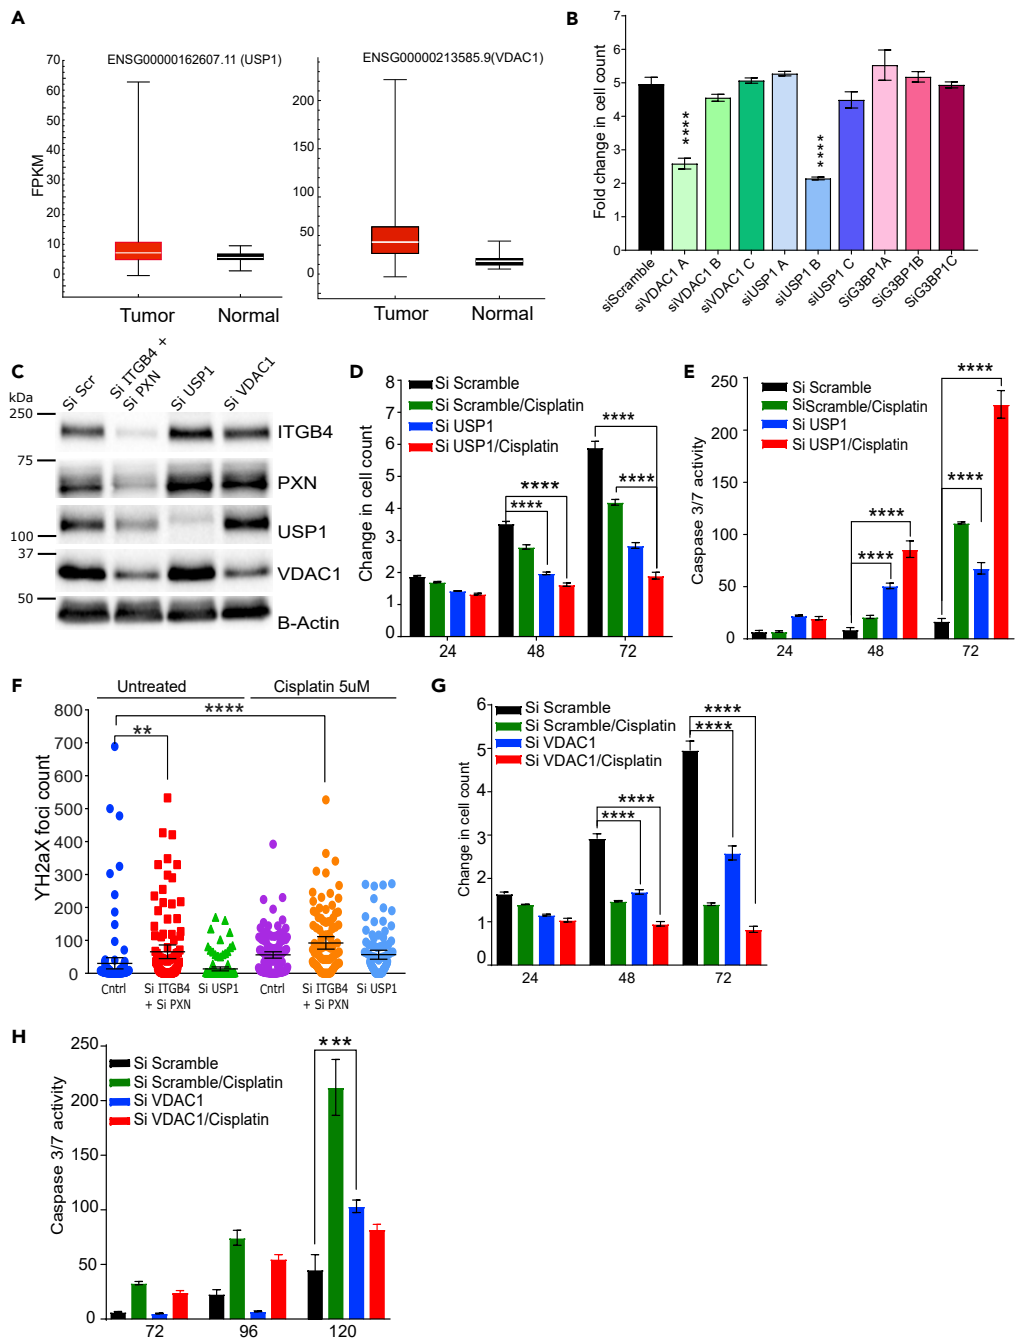 A
ENSG00000162607.11 (USP1)
FPKM
70
60
50
40
30
20
10
0
Tumor
Normal
ENSG00000213585.9(VDAC1)
200
150
100
50
0
Tumor
Normal
B
Fold change in cell count
7
6
5
4
3
2
1
0
****
****
siScramble
siVDAC1 A
siVDAC1 B
siVDAC1 C
siUSP1 A
siUSP1 B
siUSP1 C
SiG3BP1A
SiG3BP1B
SiG3BP1C
C
Si Scr
Si ITGB4 +
Si PXN
Si USP1
Si VDAC1
kDa
250
ITGB4
75
PXN
USP1
100
37
VDAC1
50
B-Actin
D
Si Scramble
Si Scramble/Cisplatin
Si USP1
Si USP1/Cisplatin
Change in cell count
8
7
6
5
4
3
2
1
0
****
****
****
****
24
48
72
E
Si Scramble
SiScramble/Cisplatin
Si USP1
Si USP1/Cisplatin
Caspase 3/7 activity
250
200
150
100
50
0
****
****
****
****
24
48
72
F
Untreated
Cisplatin 5uM
YH2aX foci count
800
700
600
500
400
300
200
100
0
****
**
Cntrl
Si ITGB4
+ Si PXN
Si USP1
Cntrl
Si ITGB4
+ Si PXN
Si USP1
G
Si Scramble
Si Scramble/Cisplatin
Si VDAC1
Si VDAC1/Cisplatin
Change in cell count
6
5
4
3
2
1
0
****
****
****
****
24
48
72
H
Si Scramble
Si Scramble/Cisplatin
Si VDAC1
Si VDAC1/Cisplatin
Caspase 3/7 activity
250
200
150
100
50
0
***
72
96
120